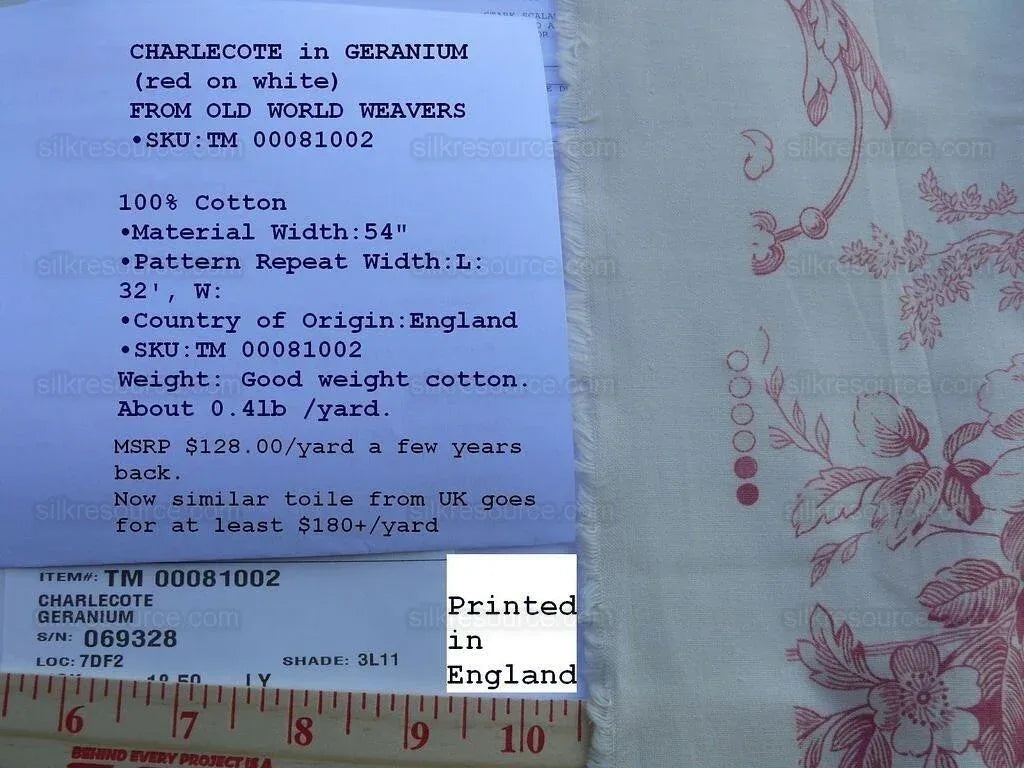 CHARLECOTE in GERANIUM
(red on white)
FROM OLD WORLD WEAVERS
•SKU:TM 00081002
100% Cotton
•Material Width:54"
•Pattern Repeat Width:L:
32', W:
•Country of Origin:England
•SKU:TM 00081002
Weight: Good weight cotton.
About 0.4lb /yard.
MSRP $128.00/yard a few years
back.
Now similar toile from UK goes
for at least $180+/yard
ITEM#: TM 00081002
CHARLECOTE
GERANIUM
S/N: 069328
LOC: 7DF2 SHADE: 3L11
Printed
in
England
6 7 8 9 10
BEHIND EVERY PROJECT IS A
silkresource.com